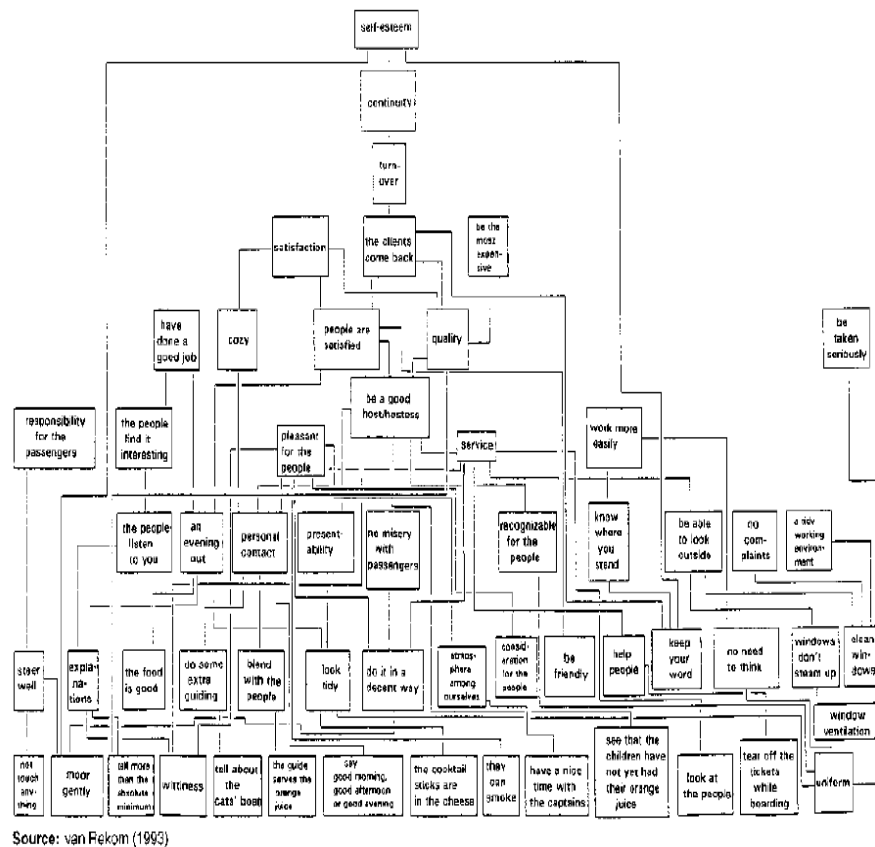 self-esteem
continuity
turn-
over
satisfaction
the clients
come back
be the
most
expen-
sive
have
done a
good job
cozy
people are
satisfied
quality
be
taken
seriously
responsibility
for the
passengers
the people
find it
interesting
pleasant
for the
people
be a good
host/hostess
service
work more
easily
the people
listen
to you
an
evening
out
personal
contact
present-
ability
no misery
with
passengers
recognizable
for the
people
know
where
you
stand
be able
to look
outside
no
com-
plaints
a tidy
working
environ-
ment
steer
well
expla-
na-
tions
the food
is good
do some
extra
guiding
blend
with the
people
look
tidy
do it in a
decent way
atmos-
phere
among
ourselves
consid-
eration
for the
people
be
friendly
help
people
keep
your
word
no need
to think
windows
don't
steam up
clean
win-
dows
window
ventilation
not
touch
any-
thing
moor
gently
tell more
than the
absolute
minimum
wittiness
tell about
the
cats' boat
the guide
serves the
orange
juice
say
good morning,
good afternoon
or good evening
the cocktail
sticks are
in the cheese
they
can
smoke
have a nice
time with
the captains
see that the
children have
not yet had
their orange
juice
look at
the people
tear off
the
tickets
while
boarding
uniform
Source: van Rekom (1993)